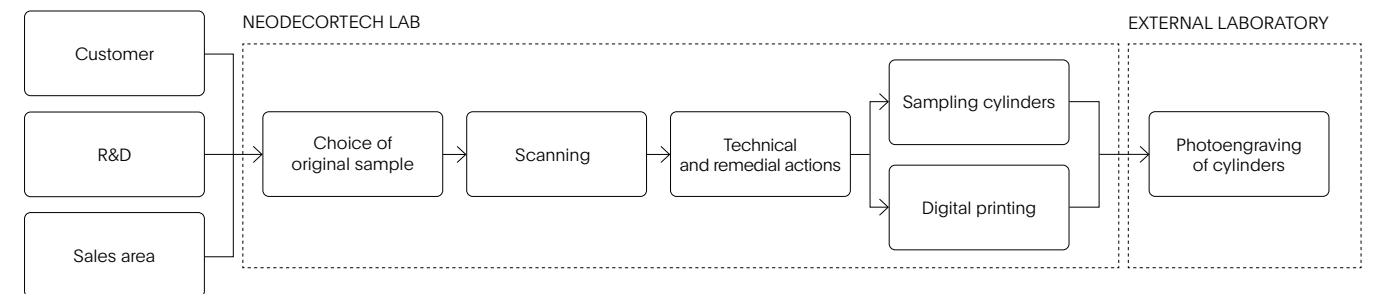 NEODECORTECH LAB
EXTERNAL LABORATORY
Customer
R&D
Sales area
Choice of
original sample
Scanning
Technical
and remedial actions
Sampling cylinders
Digital printing
Photoengraving
of cylinders